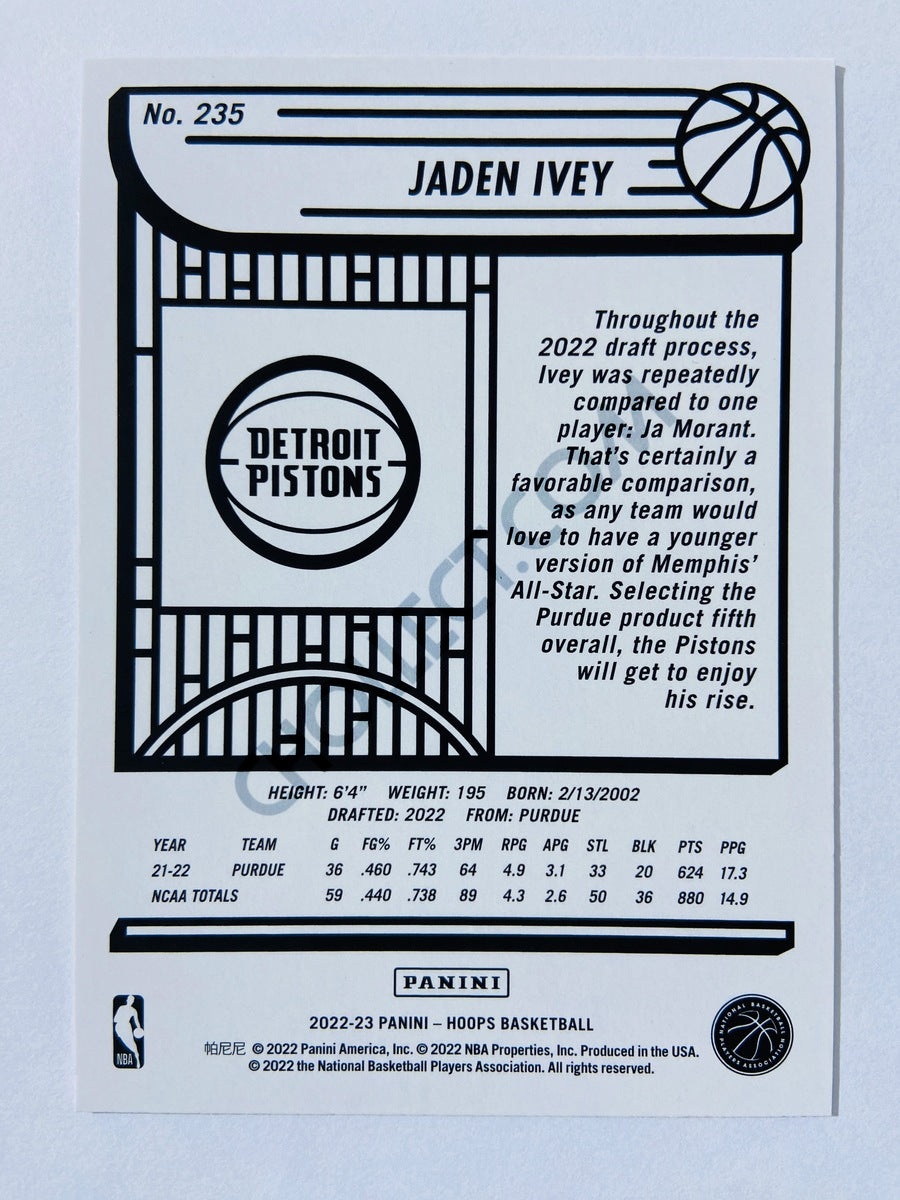 No. 235
JADEN IVEY
DETROIT
PISTONS
Throughout the
2022 draft process,
Ivey was repeatedly
compared to one
player: Ja Morant.
That's certainly a
favorable comparison,
as any team would
love to have a younger
version of Memphis'
All-Star. Selecting the
Purdue product fifth
overall, the Pistons
will get to enjoy
his rise.
CHOLLECT.COM
HEIGHT: 6'4" WEIGHT: 195 BORN: 2/13/2002
DRAFTED: 2022 FROM: PURDUE
YEAR TEAM G FG% FT% 3PM RPG APG STL BLK PTS PPG
21-22 PURDUE 36 .460 .743 64 4.9 3.1 33 20 624 17.3
NCAA TOTALS 59 .440 .738 89 4.3 2.6 50 36 880 14.9
PANINI
2022-23 PANINI – HOOPS BASKETBALL
帕尼尼 © 2022 Panini America, Inc. © 2022 NBA Properties, Inc. Produced in the USA.
© 2022 the National Basketball Players Association. All rights reserved.
NBA
NATIONAL BASKETBALL
PLAYERS ASSOCIATION